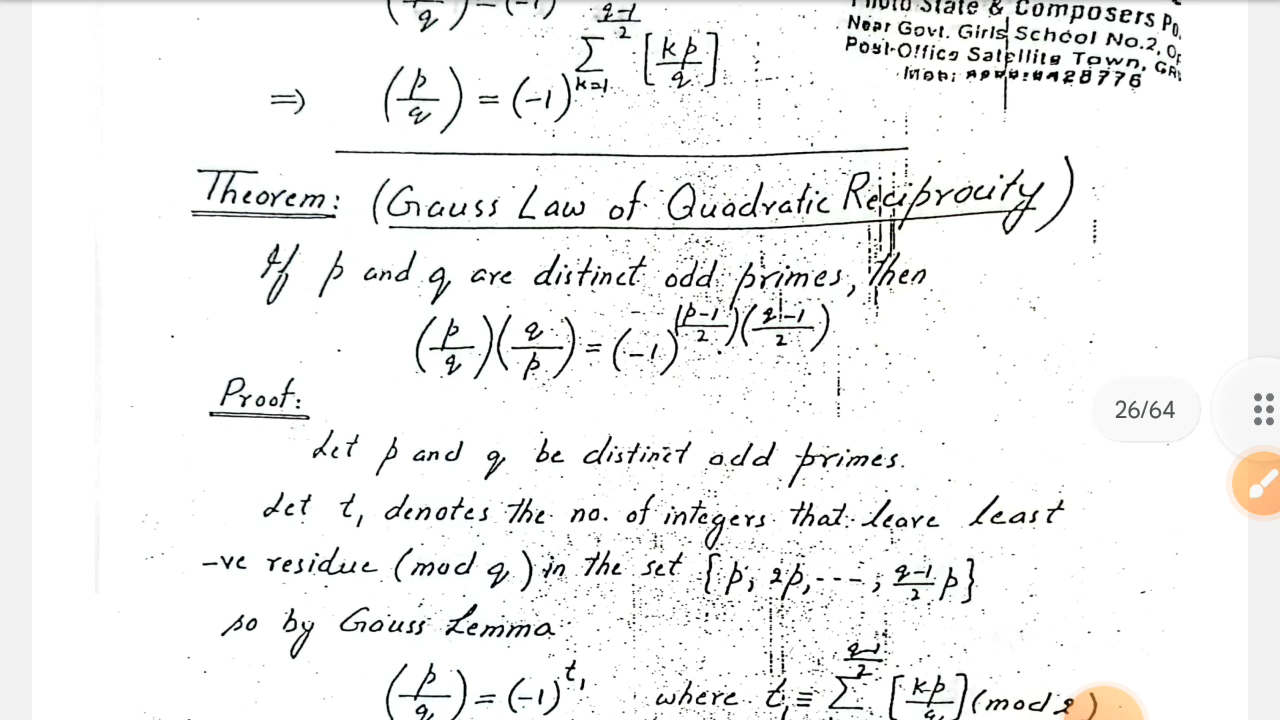 (p/q) = (-1)
Photo State & Composers Po.
Near Govt. Girls School No.2,
Post-Office Satellite Town, GR
Mob:
⇒ (p/q) = (-1)^{∑_{k=1}^{(q-1)/2} [kp/q]}
Theorem: (Gauss Law of Quadratic Reciprocity)
If p and q are distinct odd primes, then
(p/q)(q/p) = (-1)^{((p-1)/2)((q-1)/2)}
Proof:
26/64
Let p and q be distinct odd primes.
Let t₁ denotes the no. of integers that leave least
-ve residue (mod q) in the set {p, 2p, ---, (q-1)/2 p}
so by Gauss Lemma
(p/q) = (-1)^{t₁} where t₁ ≡ ∑^{(q-1)/2} [kp/q] (mod 2)